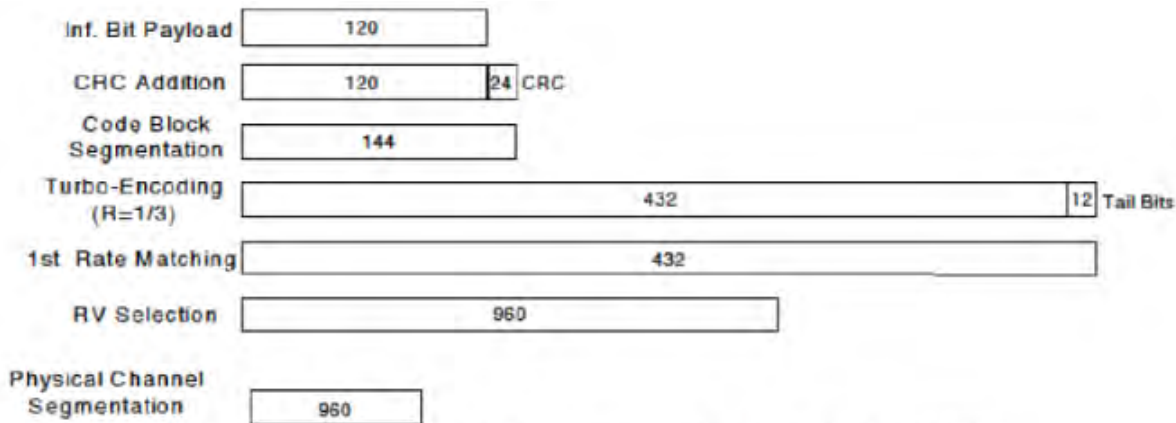 Inf. Bit Payload 120
CRC Addition 120 24 CRC
Code Block
Segmentation 144
Turbo-Encoding
(R=1/3) 432 12 Tail Bits
1st Rate Matching 432
RV Selection 960
Physical Channel
Segmentation 960